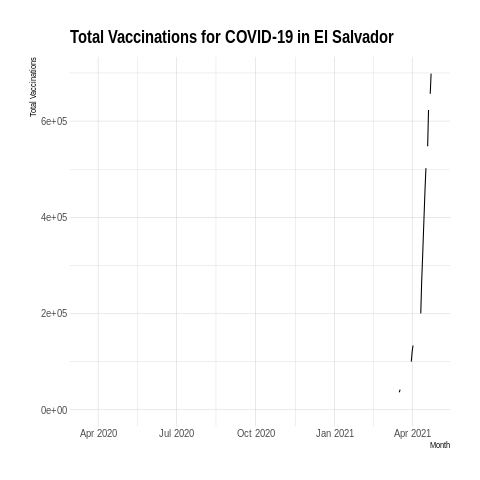 Total Vaccinations for COVID-19 in El Salvador
Total Vaccinations
6e+05
4e+05
2e+05
0e+00
Apr 2020 Jul 2020 Oct 2020 Jan 2021 Apr 2021
Month